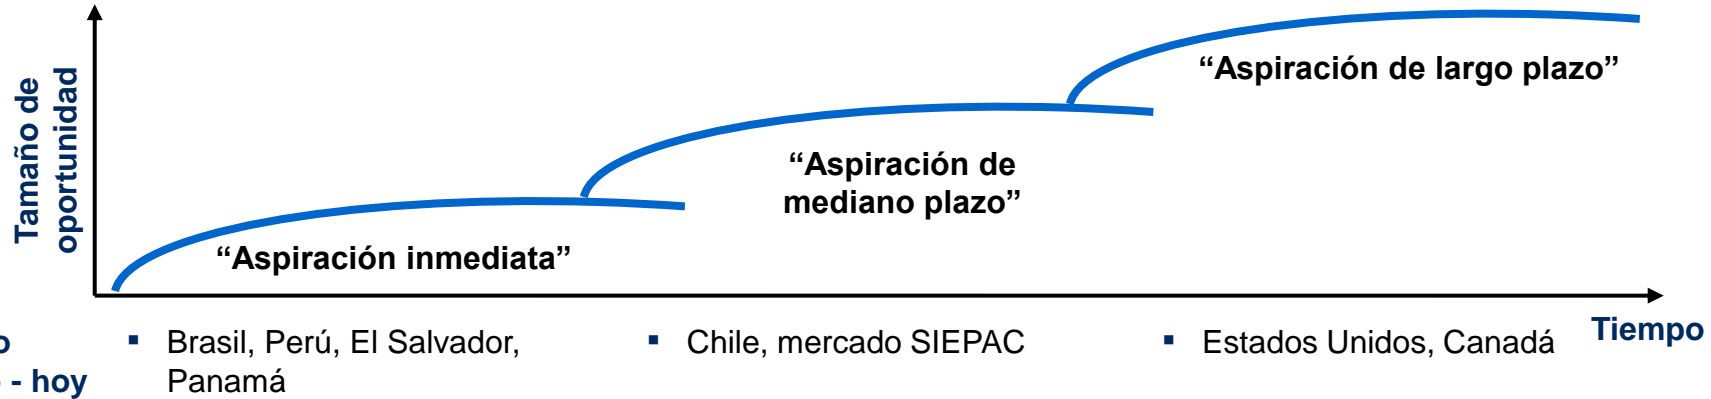 Tamaño de
oportunidad
“Aspiración de largo plazo”
“Aspiración de
mediano plazo”
“Aspiración inmediata”
Tiempo
- hoy
▪ Brasil, Perú, El Salvador,
Panamá
▪ Chile, mercado SIEPAC
▪ Estados Unidos, Canadá